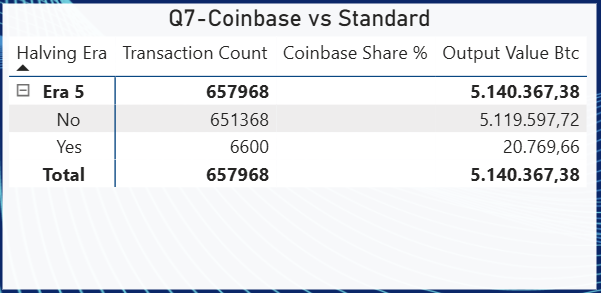 Q7-Coinbase vs Standard
Halving Era Transaction Count Coinbase Share % Output Value Btc
Era 5 657968 5.140.367,38
No 651368 5.119.597,72
Yes 6600 20.769,66
Total 657968 5.140.367,38